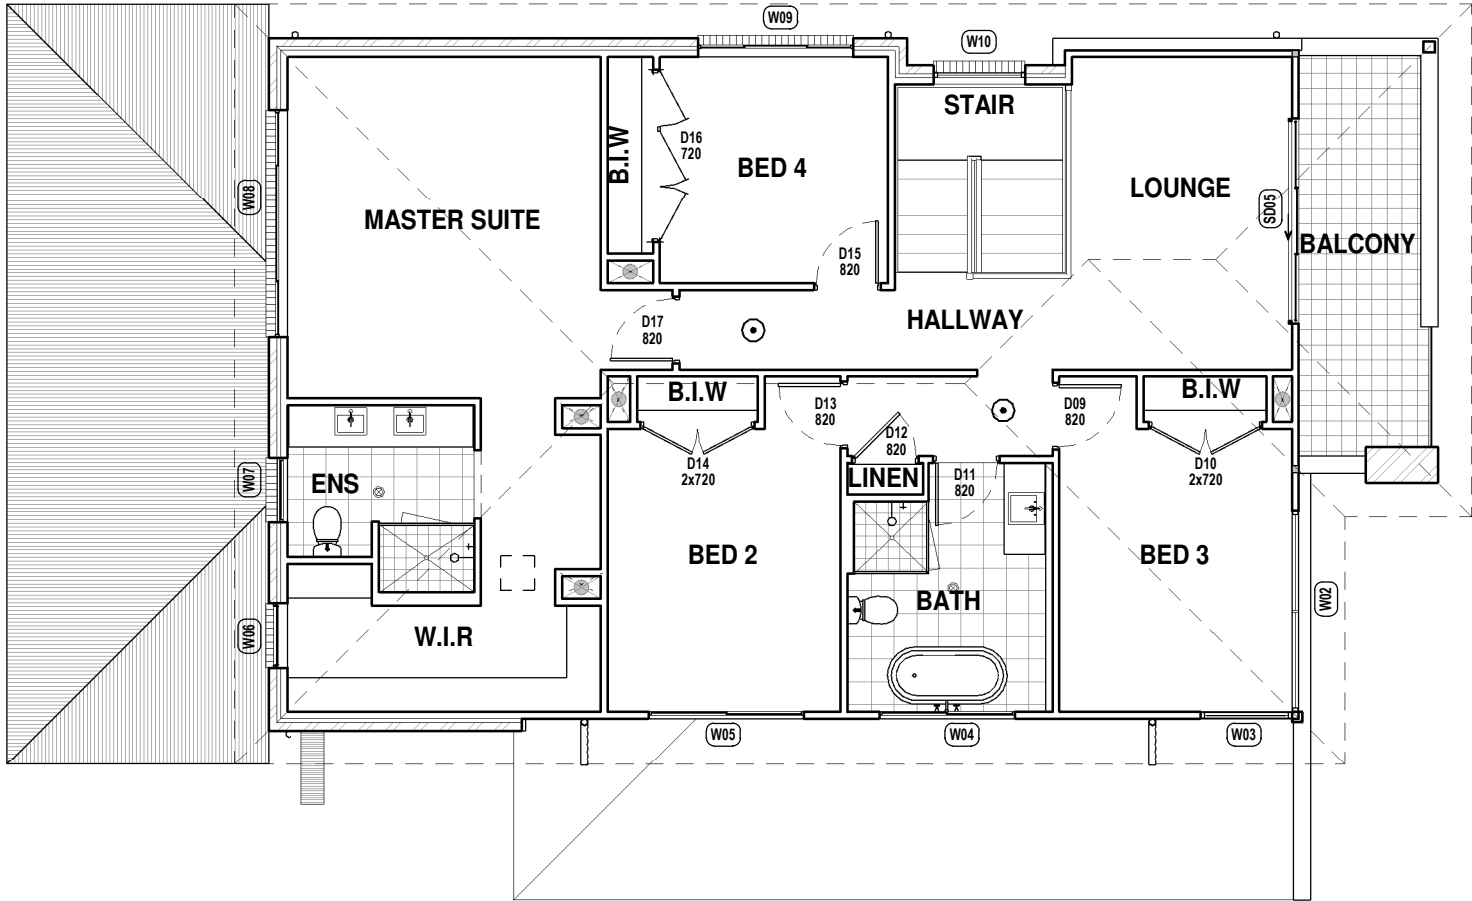 W09
W10
STAIR
D16
720
B.I.W
BED 4
LOUNGE
W08
MASTER SUITE
SD05
BALCONY
D15
820
D17
820
HALLWAY
B.I.W
B.I.W
D13
820
D09
820
D12
820
D14
2x720
D10
2x720
W07
ENS
LINEN
D11
820
BED 2
BED 3
BATH
W02
W06
W.I.R
W05
W04
W03